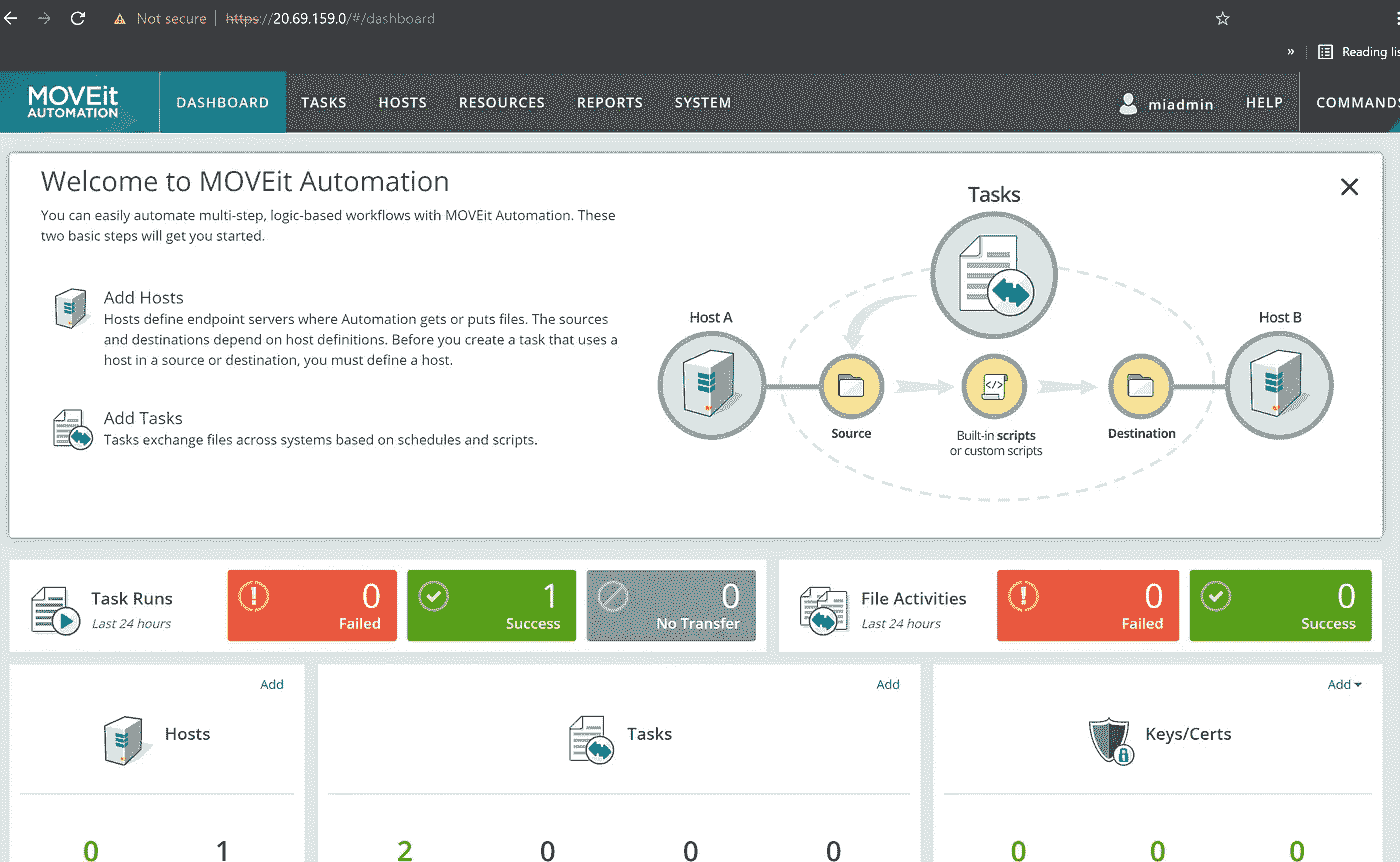 Not secure https://20.69.159.0/#/dashboard
» Reading lis
MOVEit
AUTOMATION
DASHBOARD TASKS HOSTS RESOURCES REPORTS SYSTEM miadmin HELP COMMANDS
Welcome to MOVEit Automation
You can easily automate multi-step, logic-based workflows with MOVEit Automation. These
two basic steps will get you started.
Add Hosts
Hosts define endpoint servers where Automation gets or puts files. The sources
and destinations depend on host definitions. Before you create a task that uses a
host in a source or destination, you must define a host.
Add Tasks
Tasks exchange files across systems based on schedules and scripts.
Tasks
Host A
Host B
</>
Source
Built-in scripts
or custom scripts
Destination
Task Runs
Last 24 hours
0
Failed
1
Success
0
No Transfer
File Activities
Last 24 hours
0
Failed
0
Success
Add
Hosts
0 1
Add
Tasks
2 0 0 0
Add
Keys/Certs
0 0 0